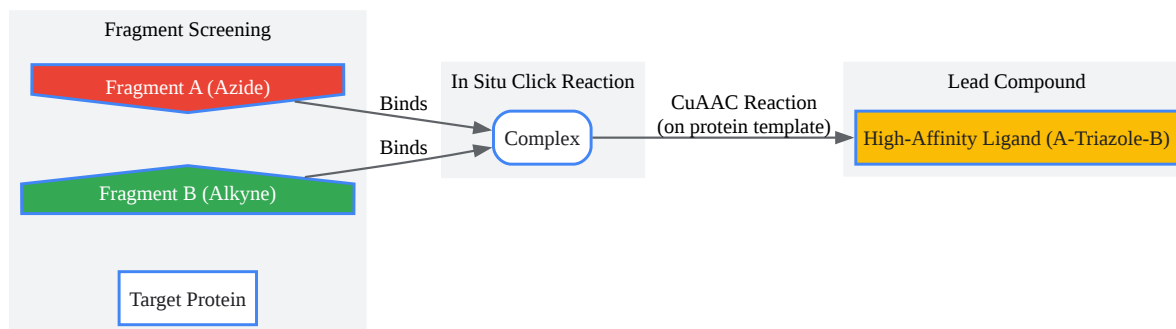 Fragment Screening
Fragment A (Azide)
Fragment B (Alkyne)
Target Protein
Binds
Binds
In Situ Click Reaction
Complex
CuAAC Reaction
(on protein template)
Lead Compound
High-Affinity Ligand (A-Triazole-B)